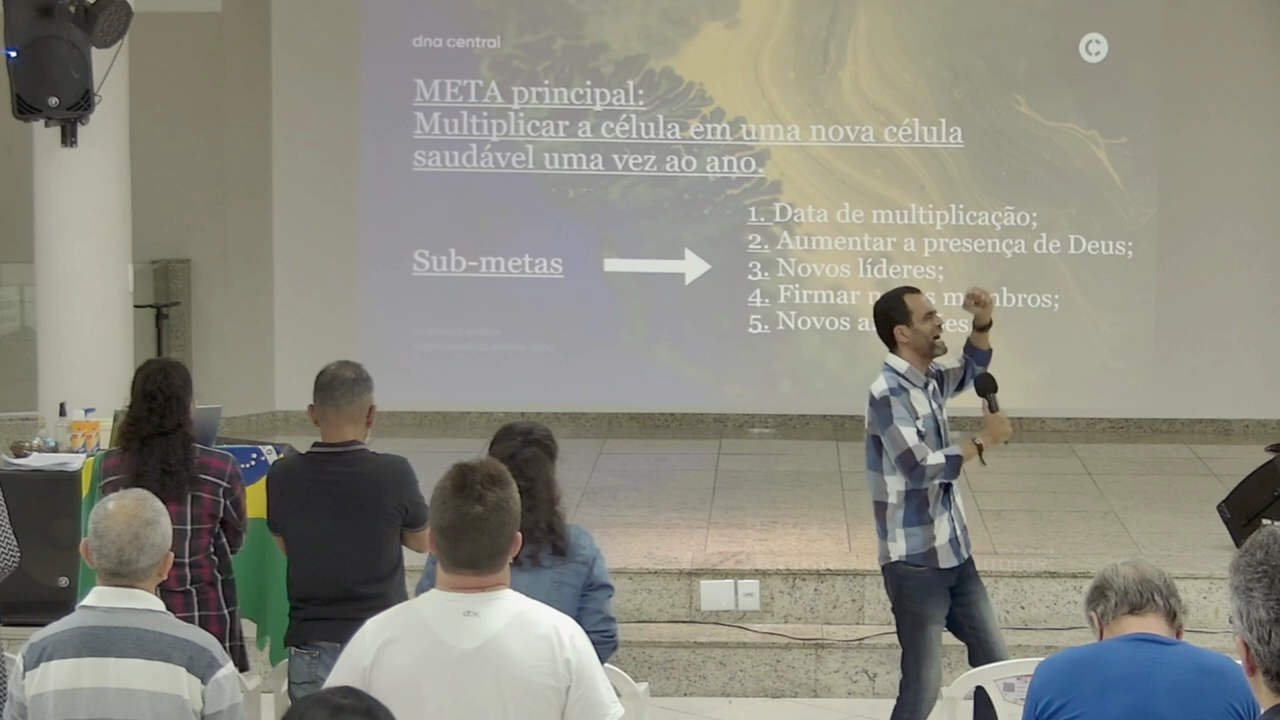 dna central
META principal:
Multiplicar a célula em uma nova célula
saudável uma vez ao ano.
Sub-metas
1. Data de multiplicação;
2. Aumentar a presença de Deus;
3. Novos líderes;
4. Firmar
5. Novos